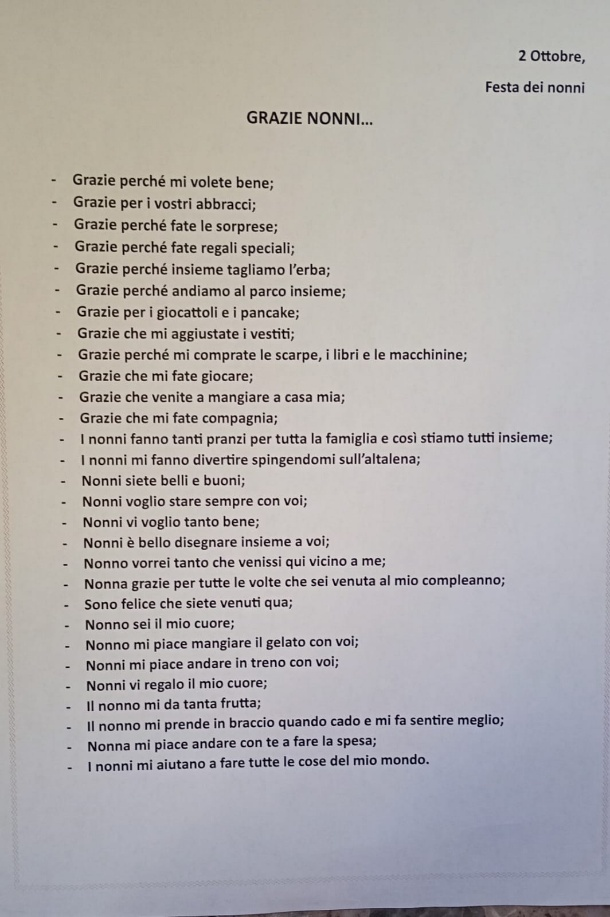 2 Ottobre,
Festa dei nonni
GRAZIE NONNI...
- Grazie perché mi volete bene;
- Grazie per i vostri abbracci;
- Grazie perché fate le sorprese;
- Grazie perché fate regali speciali;
- Grazie perché insieme tagliamo l'erba;
- Grazie perché andiamo al parco insieme;
- Grazie per i giocattoli e i pancake;
- Grazie che mi aggiustate i vestiti;
- Grazie perché mi comprate le scarpe, i libri e le macchinine;
- Grazie che mi fate giocare;
- Grazie che venite a mangiare a casa mia;
- Grazie che mi fate compagnia;
- I nonni fanno tanti pranzi per tutta la famiglia e così stiamo tutti insieme;
- I nonni mi fanno divertire spingendomi sull'altalena;
- Nonni siete belli e buoni;
- Nonni voglio stare sempre con voi;
- Nonni vi voglio tanto bene;
- Nonni è bello disegnare insieme a voi;
- Nonno vorrei tanto che venissi qui vicino a me;
- Nonna grazie per tutte le volte che sei venuta al mio compleanno;
- Sono felice che siete venuti qua;
- Nonno sei il mio cuore;
- Nonno mi piace mangiare il gelato con voi;
- Nonni mi piace andare in treno con voi;
- Nonni vi regalo il mio cuore;
- Il nonno mi da tanta frutta;
- Il nonno mi prende in braccio quando cado e mi fa sentire meglio;
- Nonna mi piace andare con te a fare la spesa;
- I nonni mi aiutano a fare tutte le cose del mio mondo.